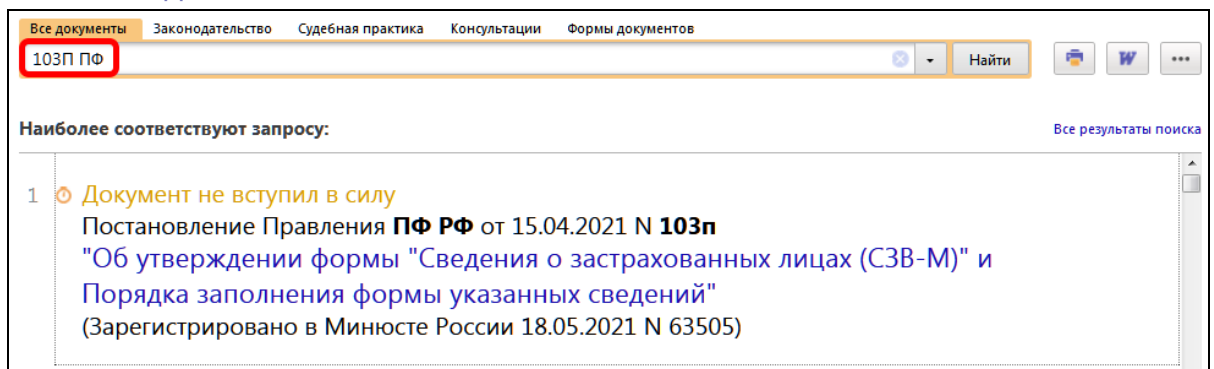 Все документы Законодательство Судебная практика Консультации Формы документов
103П ПФ Найти W ...
Наиболее соответствуют запросу: Все результаты поиска
1 Документ не вступил в силу
Постановление Правления ПФ РФ от 15.04.2021 N 103п
"Об утверждении формы "Сведения о застрахованных лицах (СЗВ-М)" и
Порядка заполнения формы указанных сведений"
(Зарегистрировано в Минюсте России 18.05.2021 N 63505)